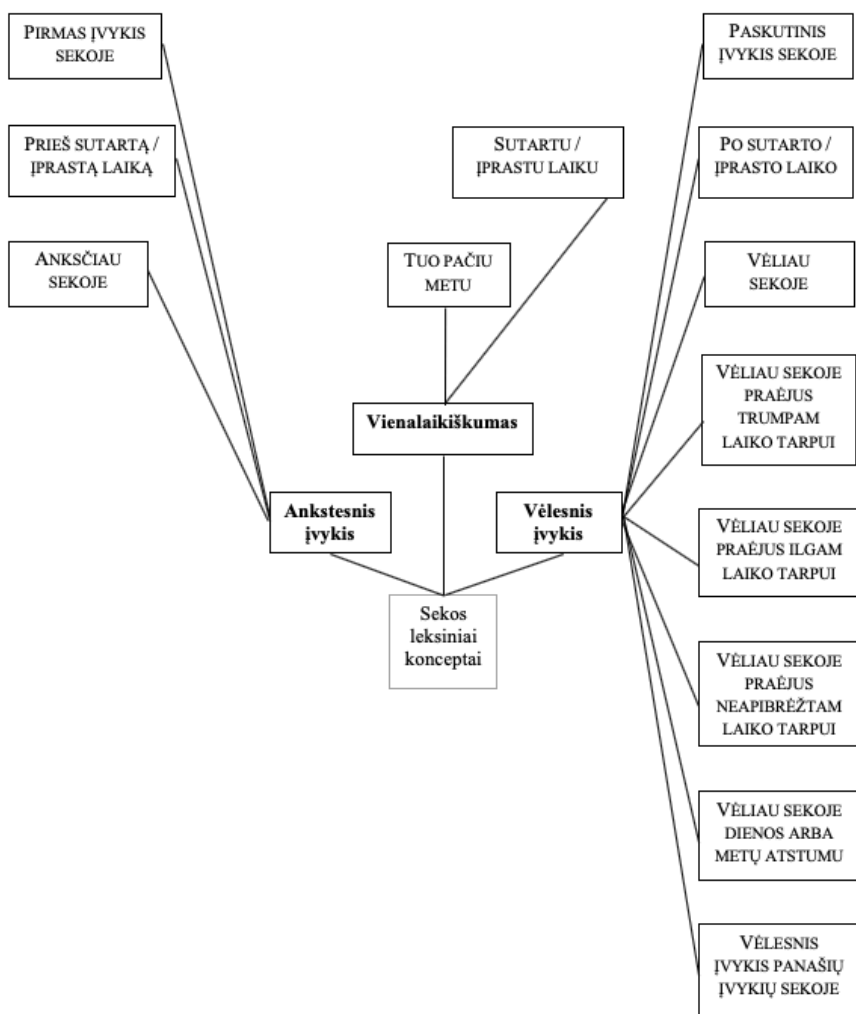 PIRMAS ĮVYKIS
SEKOJE
PRIEŠ SUTARTĄ /
ĮPRASTĄ LAIKĄ
ANKSČIAU
SEKOJE
SUTARTU /
ĮPRASTU LAIKU
TUO PAČIU
METU
Vienalaikiškumas
Ankstesnis
įvykis
Vėlesnis
įvykis
Sekos
leksiniai
konceptai
PASKUTINIS
ĮVYKIS SEKOJE
PO SUTARTO /
ĮPRASTO LAIKO
VĖLIAU
SEKOJE
VĖLIAU SEKOJE
PRAĖJUS
TRUMPAM
LAIKO TARPUI
VĖLIAU SEKOJE
PRAĖJUS ILGAM
LAIKO TARPUI
VĖLIAU SEKOJE
PRAĖJUS
NEAPIBRĖŽTAM
LAIKO TARPUI
VĖLIAU SEKOJE
DIENOS ARBA
METŲ ATSTUMU
VĖLESNIS
ĮVYKIS PANAŠIŲ
ĮVYKIŲ SEKOJE